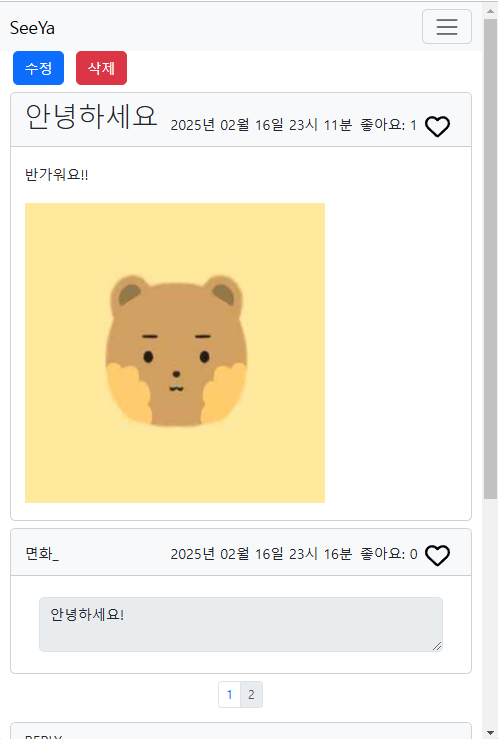 SeeYa
수정 삭제
안녕하세요 2025년 02월 16일 23시 11분 좋아요: 1
반가워요!!
면화_ 2025년 02월 16일 23시 16분 좋아요: 0
안녕하세요!
1 2
REPLY